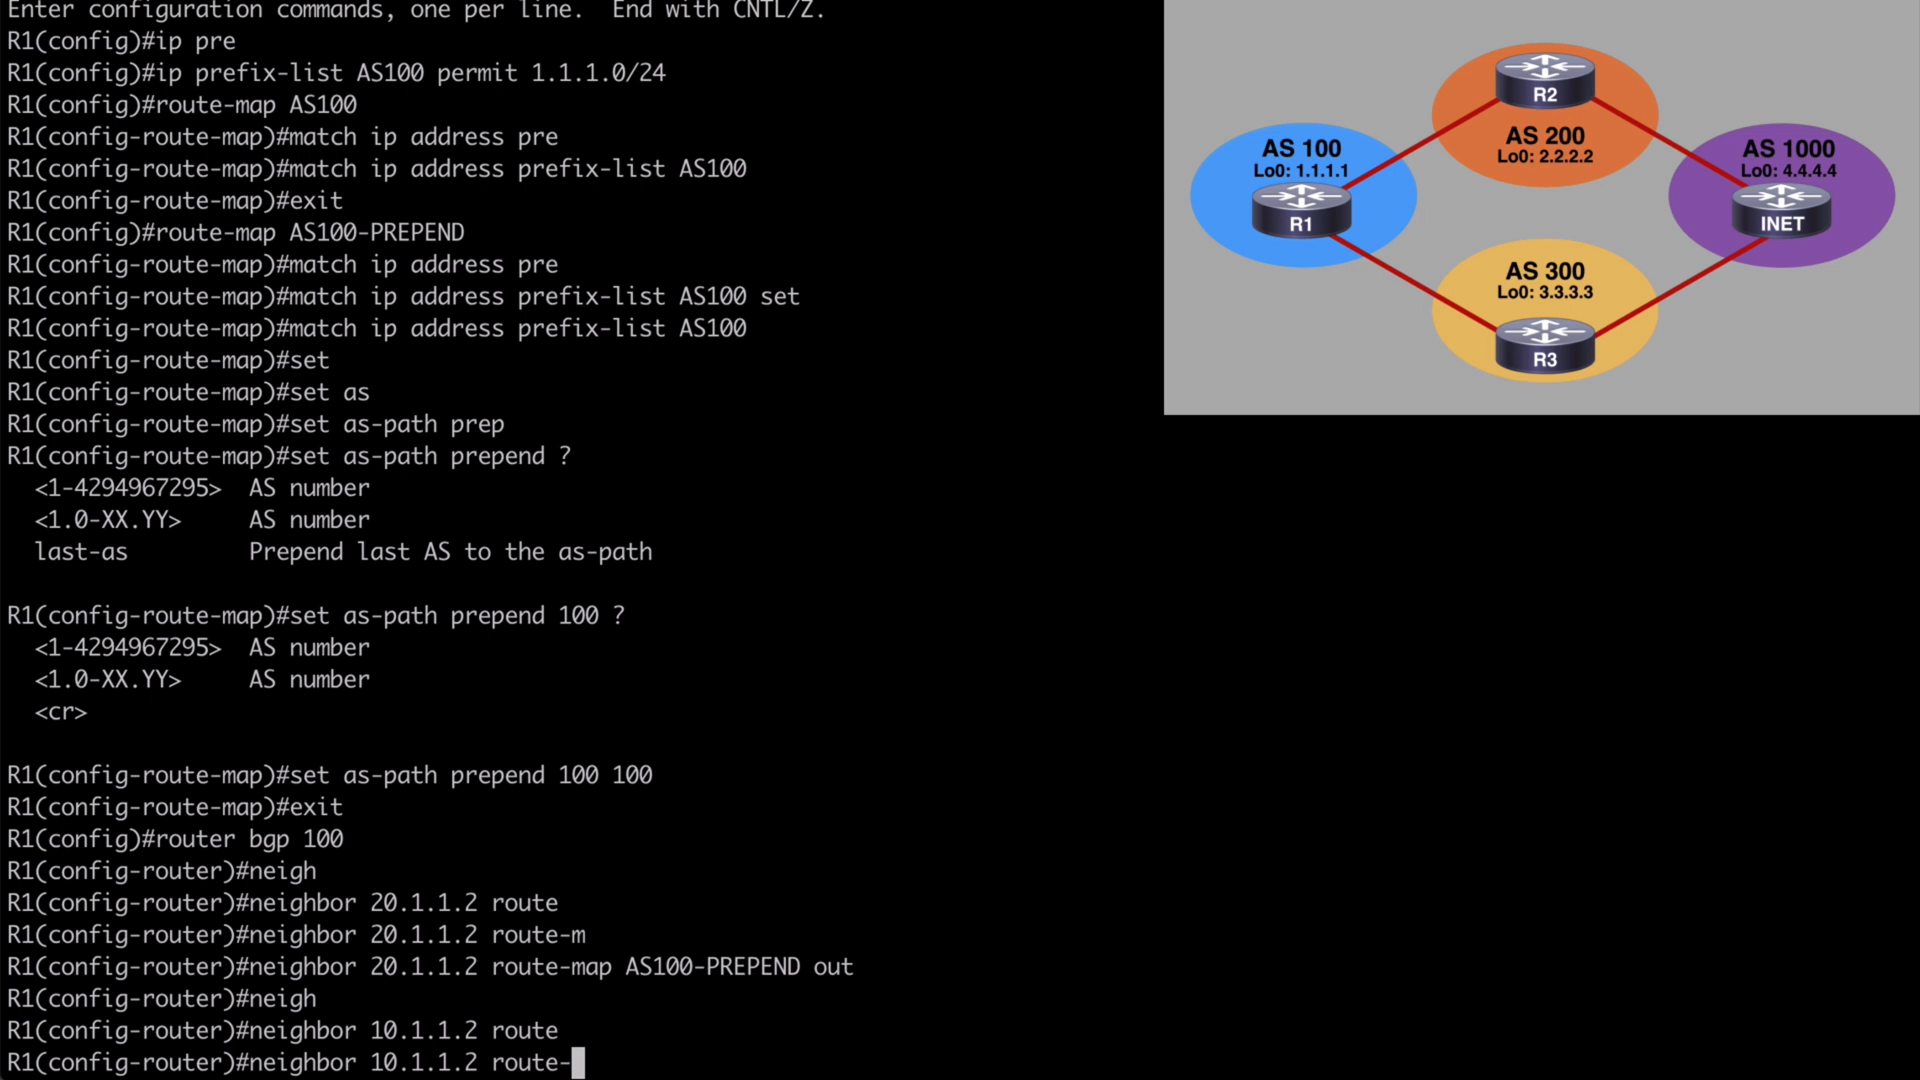 Enter configuration commands, one per line.  End with CNTL/Z.
R1(config)#ip pre
R1(config)#ip prefix-list AS100 permit 1.1.1.0/24
R1(config)#route-map AS100
R1(config-route-map)#match ip address pre
R1(config-route-map)#match ip address prefix-list AS100
R1(config-route-map)#exit
R1(config)#route-map AS100-PREPEND
R1(config-route-map)#match ip address pre
R1(config-route-map)#match ip address prefix-list AS100 set
R1(config-route-map)#match ip address prefix-list AS100
R1(config-route-map)#set
R1(config-route-map)#set as
R1(config-route-map)#set as-path prep
R1(config-route-map)#set as-path prepend ?
  <1-4294967295>  AS number
  <1.0-XX.YY>     AS number
  last-as         Prepend last AS to the as-path
R1(config-route-map)#set as-path prepend 100 ?
  <1-4294967295>  AS number
  <1.0-XX.YY>     AS number
  <cr>
R1(config-route-map)#set as-path prepend 100 100
R1(config-route-map)#exit
R1(config)#router bgp 100
R1(config-router)#neigh
R1(config-router)#neighbor 20.1.1.2 route
R1(config-router)#neighbor 20.1.1.2 route-m
R1(config-router)#neighbor 20.1.1.2 route-map AS100-PREPEND out
R1(config-router)#neigh
R1(config-router)#neighbor 10.1.1.2 route
R1(config-router)#neighbor 10.1.1.2 route-
R2
AS 200
Lo0: 2.2.2.2
AS 100
Lo0: 1.1.1.1
R1
AS 1000
Lo0: 4.4.4.4
INET
AS 300
Lo0: 3.3.3.3
R3